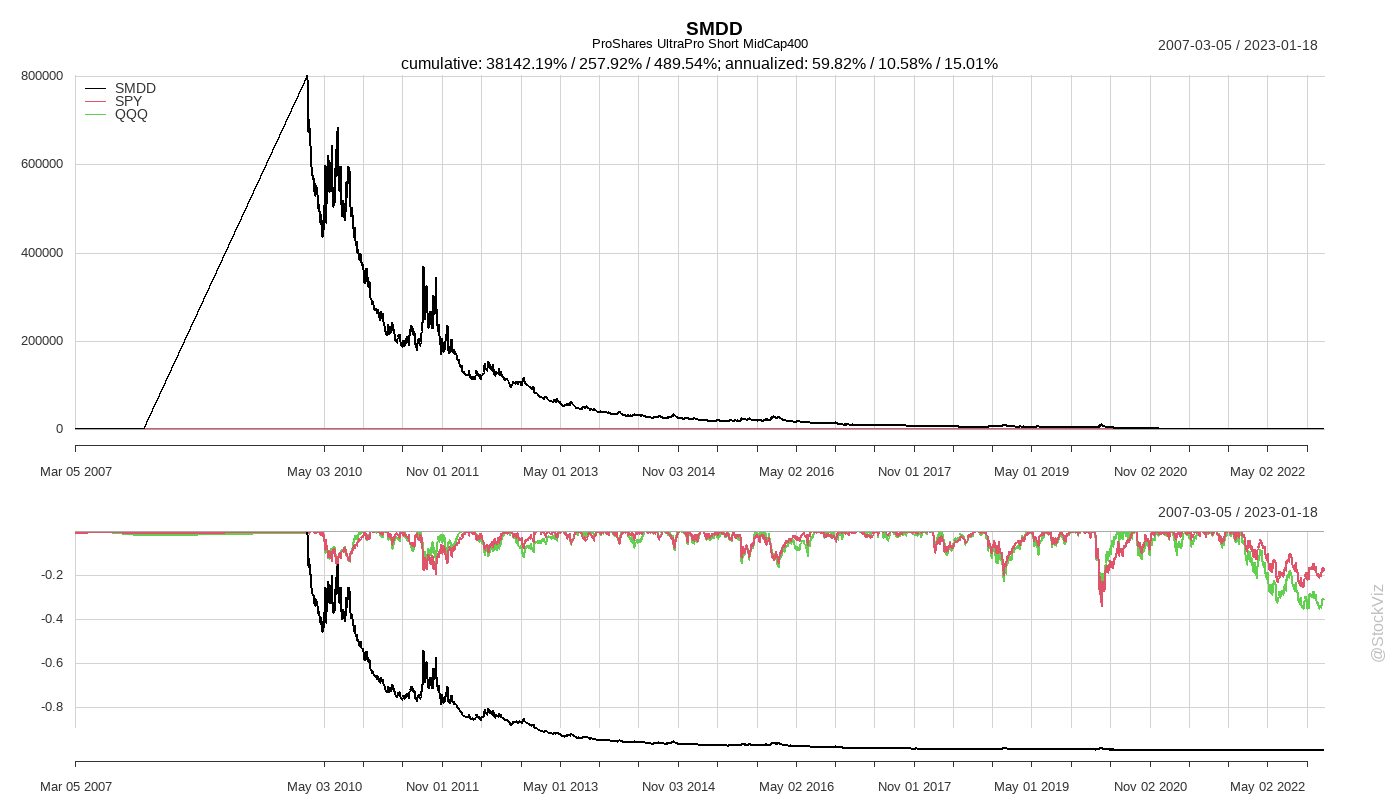 SMDD
ProShares UltraPro Short MidCap400
2007-03-05 / 2023-01-18
cumulative: 38142.19% / 257.92% / 489.54%; annualized: 59.82% / 10.58% / 15.01%
800000
SMDD
SPY
QQQ
600000
400000
200000
0
Mar 05 2007 May 03 2010 Nov 01 2011 May 01 2013 Nov 03 2014 May 02 2016 Nov 01 2017 May 01 2019 Nov 02 2020 May 02 2022
2007-03-05 / 2023-01-18
-0.2
-0.4
-0.6
-0.8
Mar 05 2007 May 03 2010 Nov 01 2011 May 01 2013 Nov 03 2014 May 02 2016 Nov 01 2017 May 01 2019 Nov 02 2020 May 02 2022
@StockViz